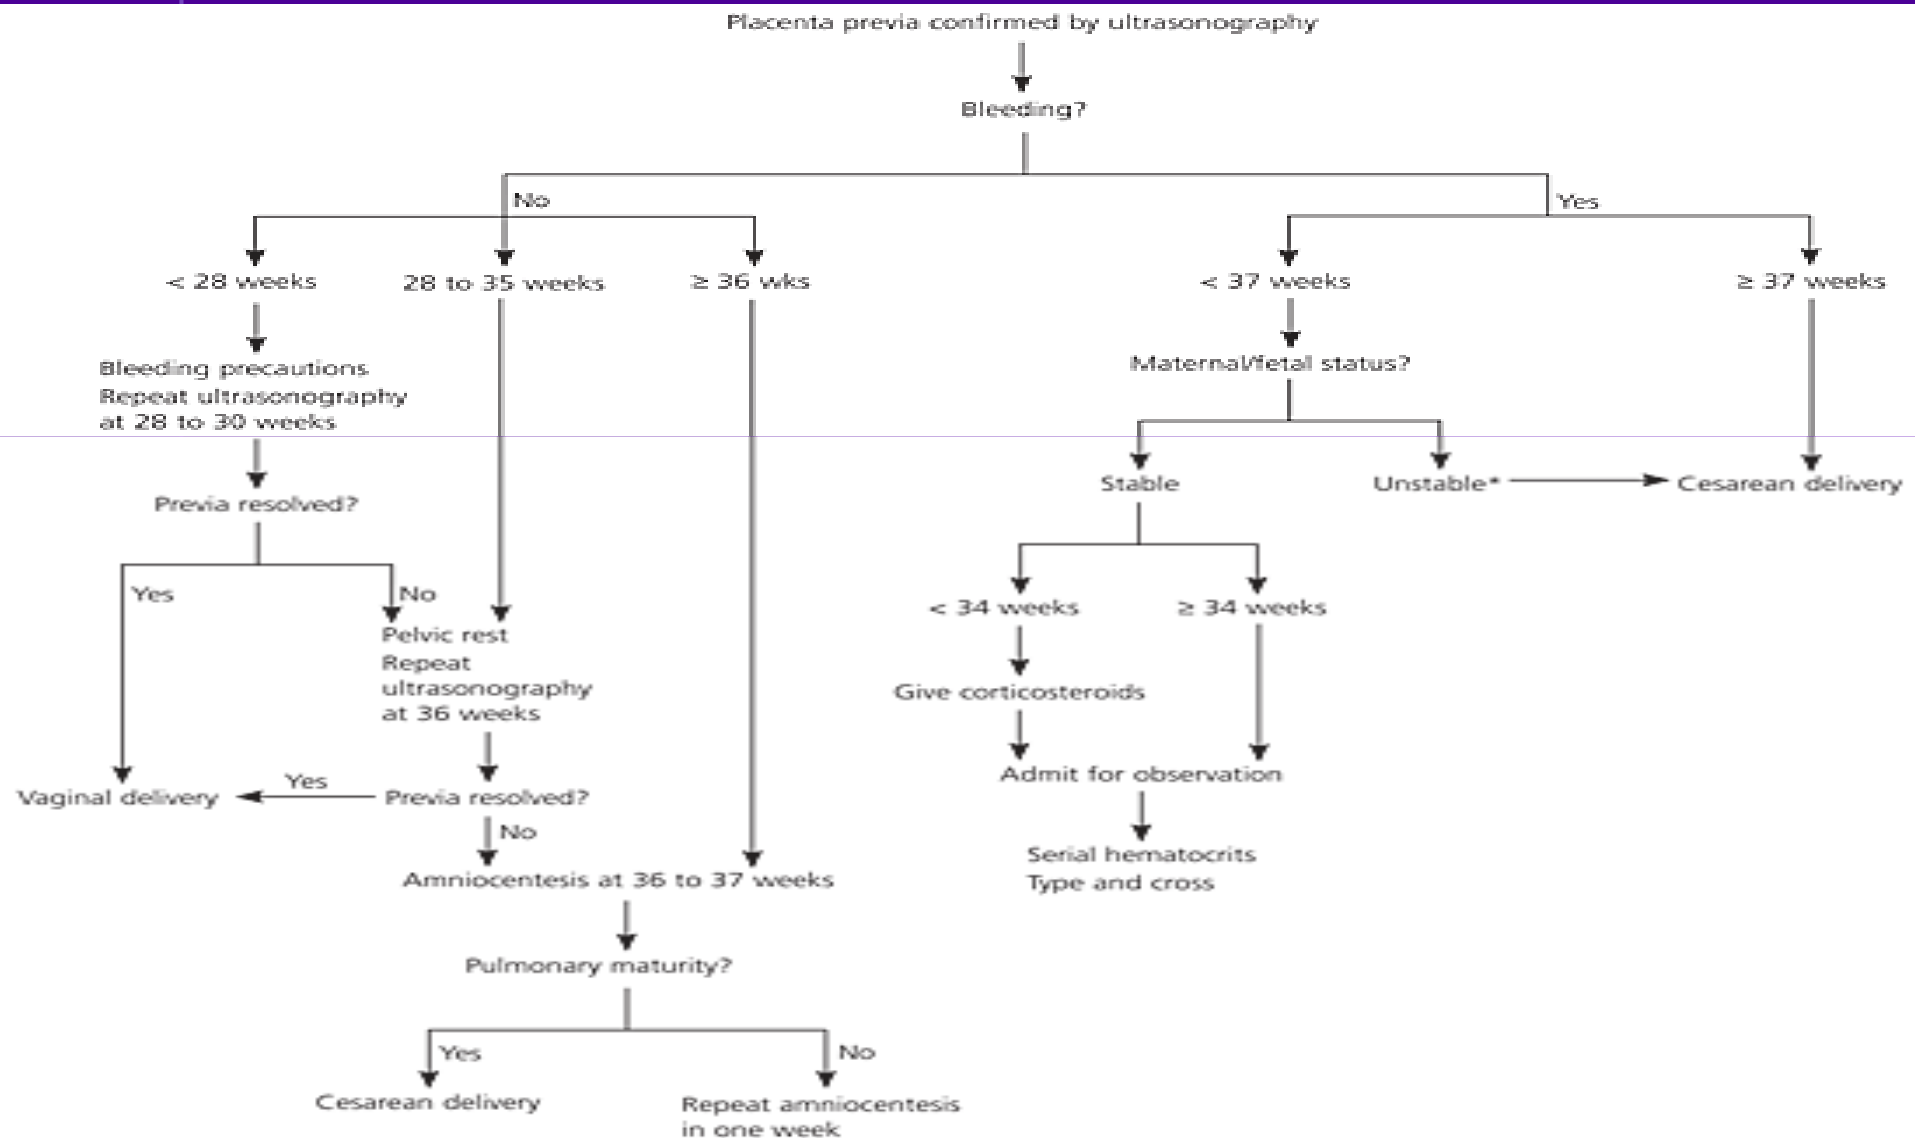 Placenta previa confirmed by ultrasonography
Bleeding?
No
Yes
< 28 weeks
28 to 35 weeks
≥ 36 wks
< 37 weeks
≥ 37 weeks
Bleeding precautions
Repeat ultrasonography
at 28 to 30 weeks
Maternal/fetal status?
Previa resolved?
Stable
Unstable*
Cesarean delivery
Yes
No
< 34 weeks
≥ 34 weeks
Pelvic rest
Repeat
ultrasonography
at 36 weeks
Give corticosteroids
Vaginal delivery
Yes
Previa resolved?
Admit for observation
No
Amniocentesis at 36 to 37 weeks
Serial hematocrits
Type and cross
Pulmonary maturity?
Yes
No
Cesarean delivery
Repeat amniocentesis
in one week